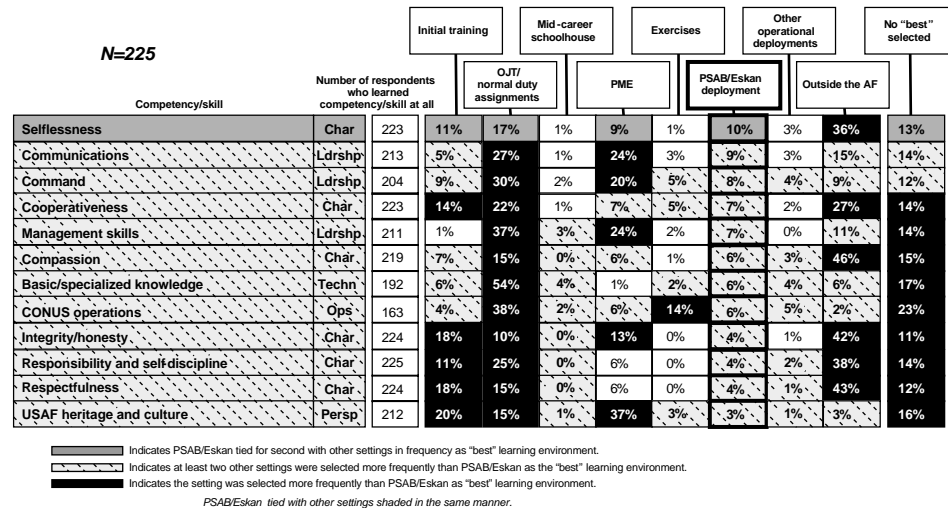 Initial training
Mid-career
schoolhouse
Exercises
Other
operational
deployments
No “best”
selected
N=225
OJT/
normal duty
assignments
PME
PSAB/Eskan
deployment
Outside the AF
Competency/skill
Number of respondents
who learned
competency/skill at all
Selflessness Char 223 11% 17% 1% 9% 1% 10% 3% 36% 13%
Communications Ldrshp 213 5% 27% 1% 24% 3% 9% 3% 15% 14%
Command Ldrshp 204 9% 30% 2% 20% 5% 8% 4% 9% 12%
Cooperativeness Char 223 14% 22% 1% 7% 5% 7% 2% 27% 14%
Management skills Ldrshp 211 1% 37% 3% 24% 2% 7% 0% 11% 14%
Compassion Char 219 7% 15% 0% 6% 1% 6% 3% 46% 15%
Basic/specialized knowledge Techn 192 6% 54% 4% 1% 2% 6% 4% 6% 17%
CONUS operations Ops 163 4% 38% 2% 6% 14% 6% 5% 2% 23%
Integrity/honesty Char 224 18% 10% 0% 13% 0% 4% 1% 42% 11%
Responsibility and self-discipline Char 225 11% 25% 0% 6% 0% 4% 2% 38% 14%
Respectfulness Char 224 18% 15% 0% 6% 0% 4% 1% 43% 12%
USAF heritage and culture Persp 212 20% 15% 1% 37% 3% 3% 1% 3% 16%
Indicates PSAB/Eskan tied for second with other settings in frequency as “best” learning environment.
Indicates at least two other settings were selected more frequently than PSAB/Eskan as the “best” learning environment.
Indicates the setting was selected more frequently than PSAB/Eskan as “best” learning environment.
PSAB/Eskan tied with other settings shaded in the same manner.